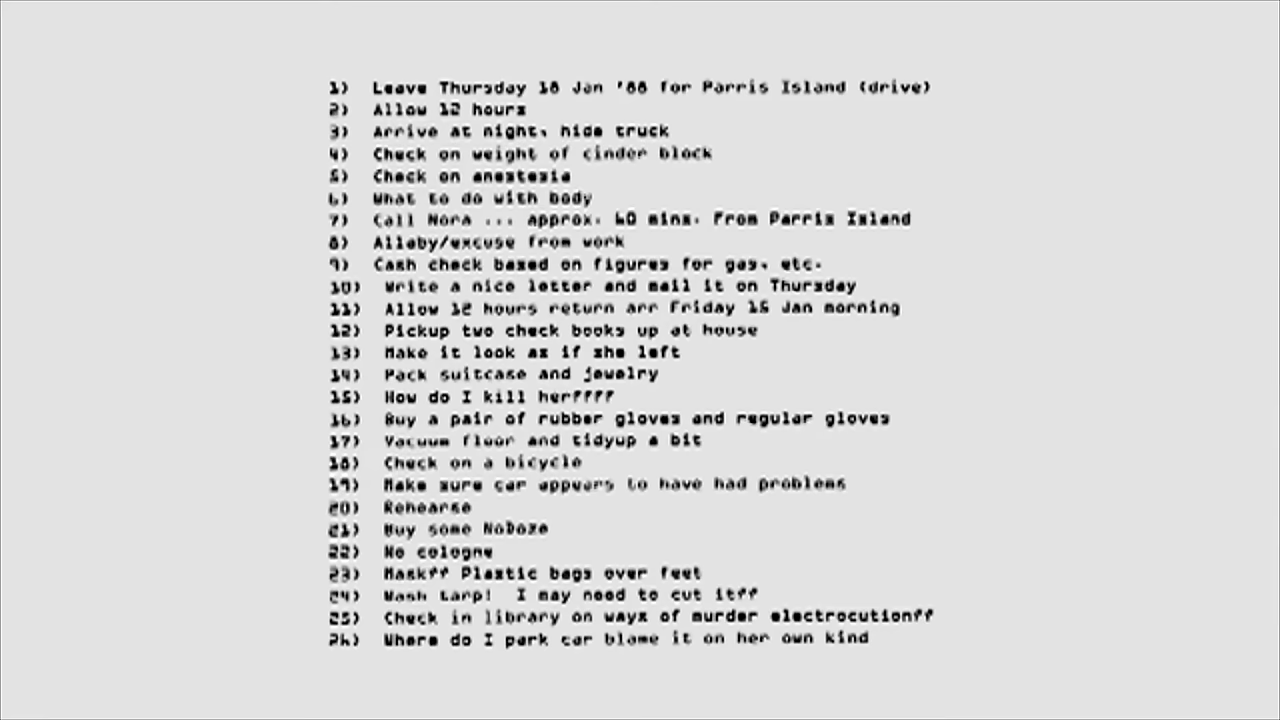 1) Leave Thursday 18 Jan '88 for Parris Island (drive)
2) Allow 12 hours
3) Arrive at night, hide truck
4) Check on weight of cinder block
5) Check on anestesia
6) What to do with body
7) Call Nora ... approx. 60 mins. from Parris Island
8) Allaby/excuse from work
9) Cash check based on figures for gas, etc.
10) Write a nice letter and mail it on Thursday
11) Allow 12 hours return arr Friday 15 Jan morning
12) Pickup two check books up at house
13) Make it look as if she left
14) Pack suitcase and jewelry
15) How do I kill her????
16) Buy a pair of rubber gloves and regular gloves
17) Vacuum floor and tidyup a bit
18) Check on a bicycle
19) Make sure car appears to have had problems
20) Rehearse
21) Buy some Noboze
22) No cologne
23) Mask?? Plastic bags over feet
24) Wash tarp! I may need to cut it??
25) Check in library on ways of murder electrocution??
26) Where do I park car blame it on her own kind